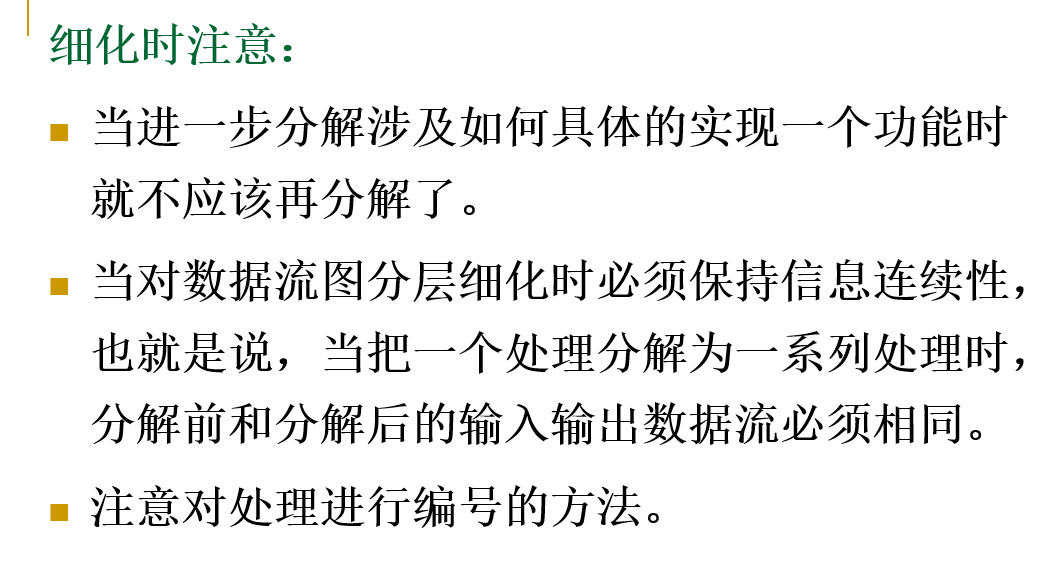 细化时注意：
当进一步分解涉及如何具体的实现一个功能时
就不应该再分解了。
当对数据流图分层细化时必须保持信息连续性，
也就是说，当把一个处理分解为一系列处理时，
分解前和分解后的输入输出数据流必须相同。
注意对处理进行编号的方法。